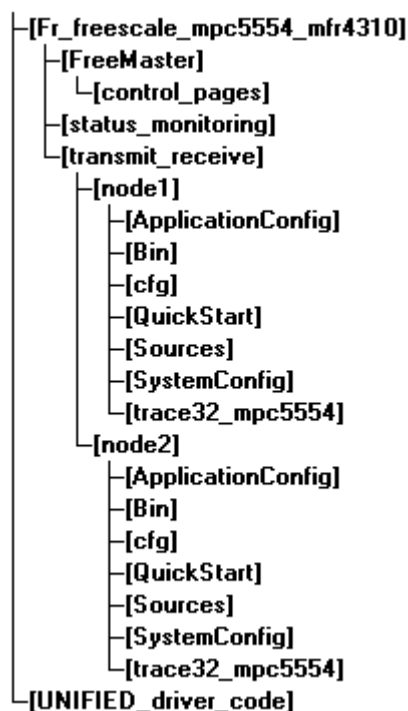 [Fr_freescale_mpc5554_mfr4310]
[FreeMaster]
[control_pages]
[status_monitoring]
[transmit_receive]
[node1]
[ApplicationConfig]
[Bin]
[cfg]
[QuickStart]
[Sources]
[SystemConfig]
[trace32_mpc5554]
[node2]
[ApplicationConfig]
[Bin]
[cfg]
[QuickStart]
[Sources]
[SystemConfig]
[trace32_mpc5554]
[UNIFIED_driver_code]